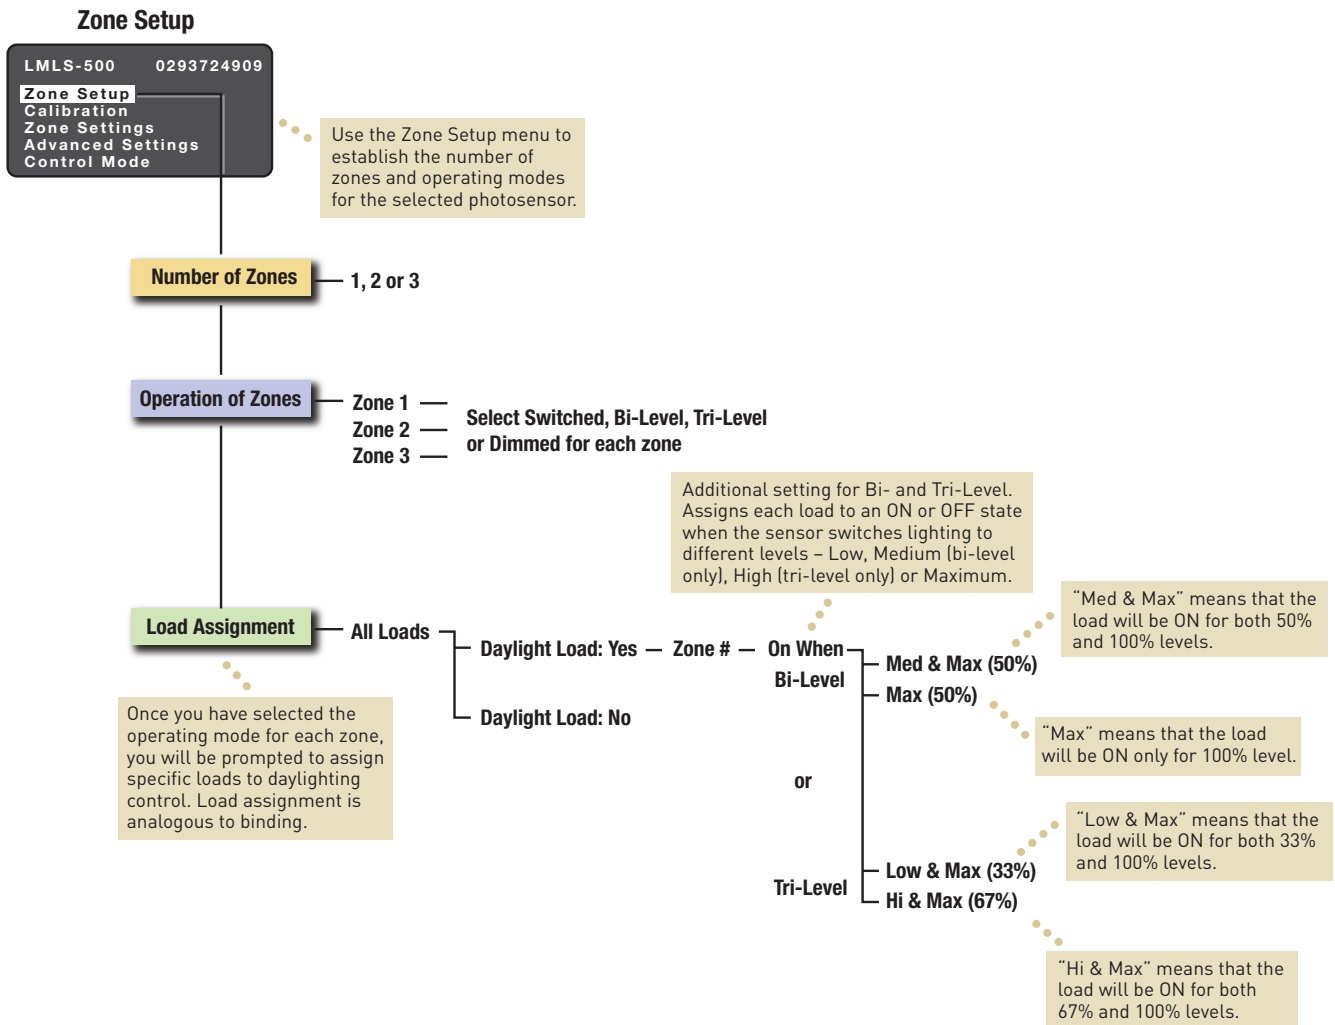 Zone Setup
LMLS-500 0293724909
Zone Setup
Calibration
Zone Settings
Advanced Settings
Control Mode
Use the Zone Setup menu to
establish the number of
zones and operating modes
for the selected photosensor.
Number of Zones
1, 2 or 3
Operation of Zones
Zone 1
Zone 2
Zone 3
Select Switched, Bi-Level, Tri-Level
or Dimmed for each zone
Additional setting for Bi- and Tri-Level.
Assigns each load to an ON or OFF state
when the sensor switches lighting to
different levels – Low, Medium (bi-level
only), High (tri-level only) or Maximum.
Load Assignment
All Loads
Daylight Load: Yes
Zone #
On When
Bi-Level
Med & Max (50%)
Max (50%)
Daylight Load: No
or
Tri-Level
Low & Max (33%)
Hi & Max (67%)
"Med & Max" means that the
load will be ON for both 50%
and 100% levels.
"Max" means that the load
will be ON only for 100% level.
"Low & Max" means that the
load will be ON for both 33%
and 100% levels.
"Hi & Max" means that the
load will be ON for both
67% and 100% levels.
Once you have selected the
operating mode for each zone,
you will be prompted to assign
specific loads to daylighting
control. Load assignment is
analogous to binding.